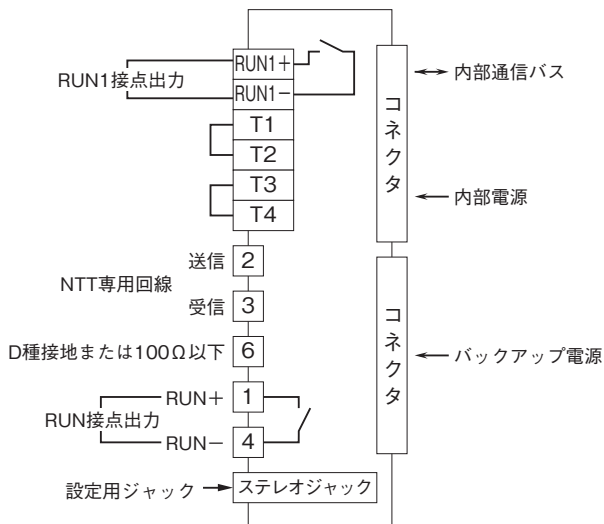 RUN1接点出力
RUN1+
RUN1−
T1
T2
T3
T4
コネクタ
内部通信バス
内部電源
NTT専用回線
送信 2
受信 3
D種接地または100Ω以下 6
RUN接点出力
RUN+ 1
RUN− 4
コネクタ
バックアップ電源
設定用ジャック
ステレオジャック